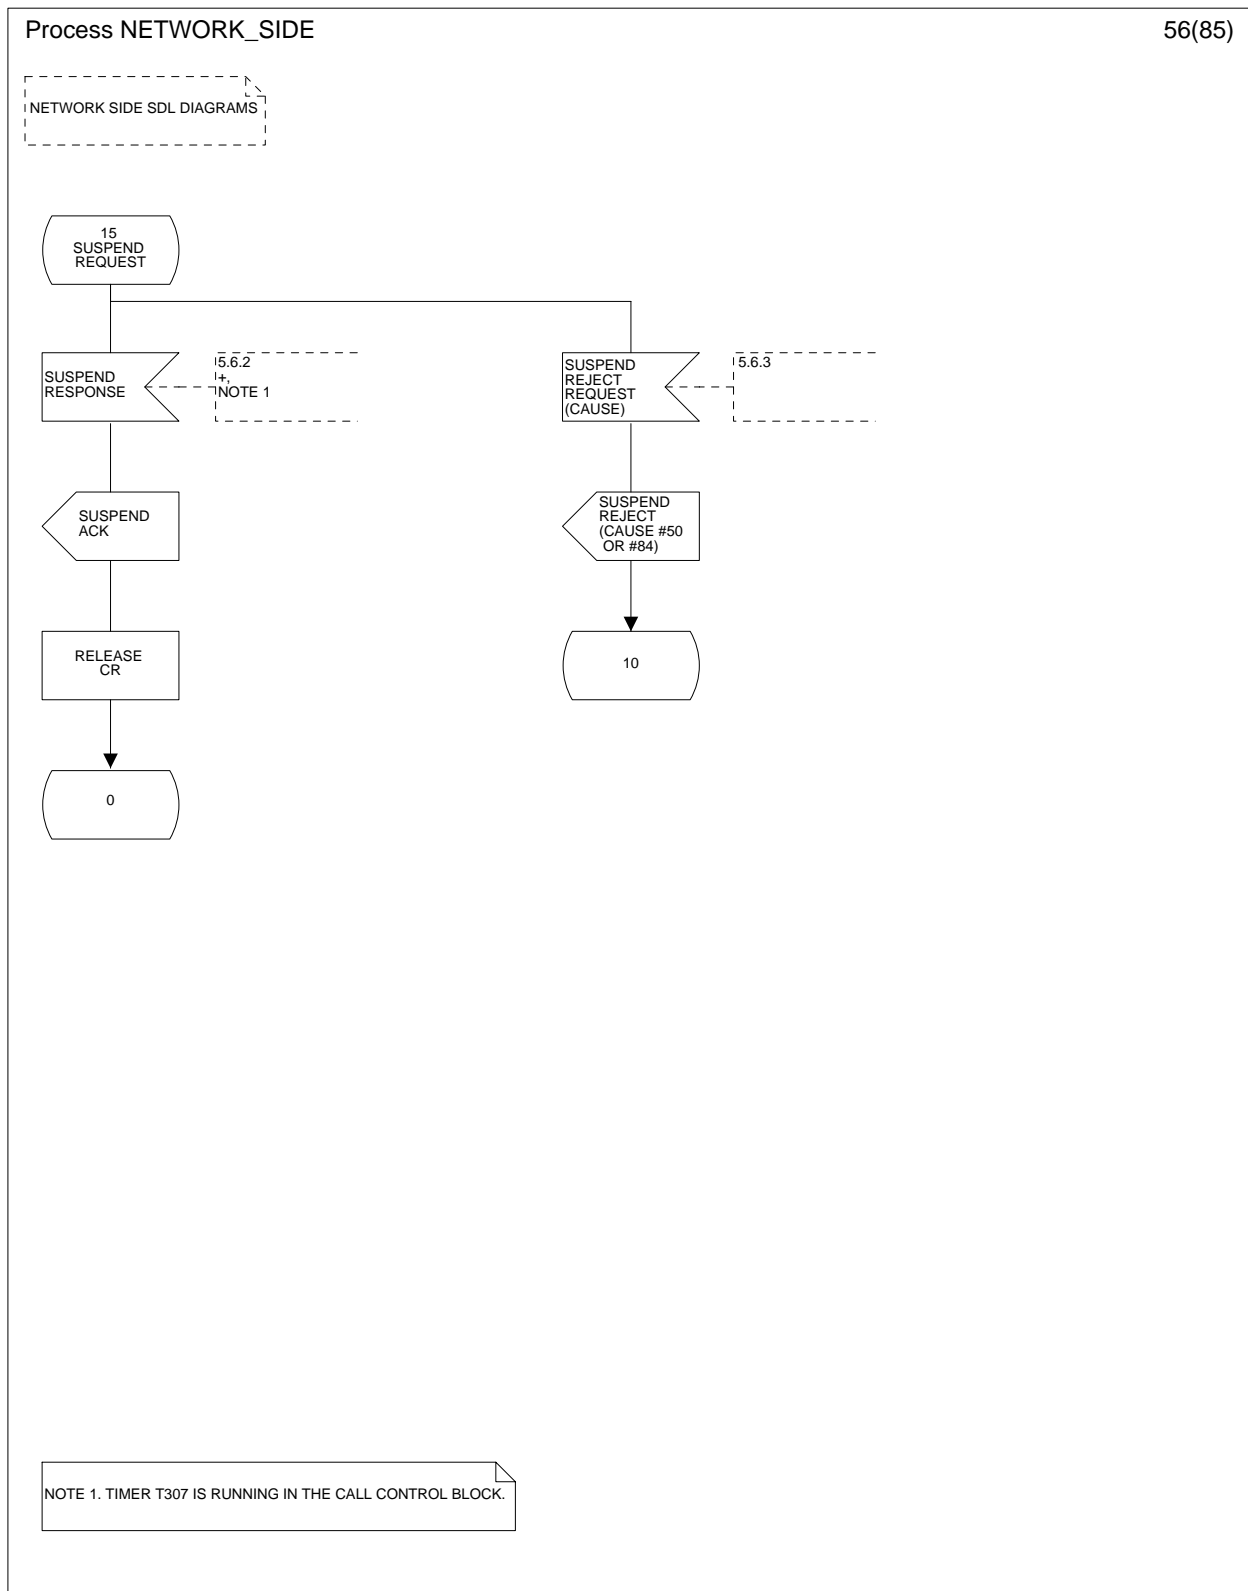 Process NETWORK_SIDE
56(85)
NETWORK SIDE SDL DIAGRAMS
15
SUSPEND
REQUEST
SUSPEND
RESPONSE
5.6.2
+,
NOTE 1
SUSPEND
REJECT
REQUEST
(CAUSE)
5.6.3
SUSPEND
ACK
SUSPEND
REJECT
(CAUSE #50
OR #84)
RELEASE
CR
10
0
NOTE 1. TIMER T307 IS RUNNING IN THE CALL CONTROL BLOCK.